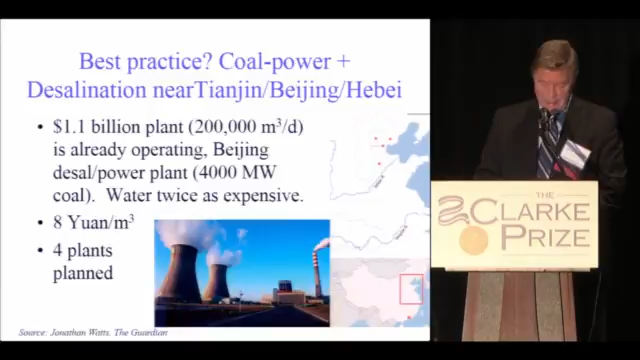 Best practice? Coal-power +
Desalination nearTianjin/Beijing/Hebei
• $1.1 billion plant (200,000 m³/d)
is already operating, Beijing
desal/power plant (4000 MW
coal). Water twice as expensive.
• 8 Yuan/m³
• 4 plants
planned
Source: Jonathan Watts. The Guardian
THE
CLARKE
PRIZE